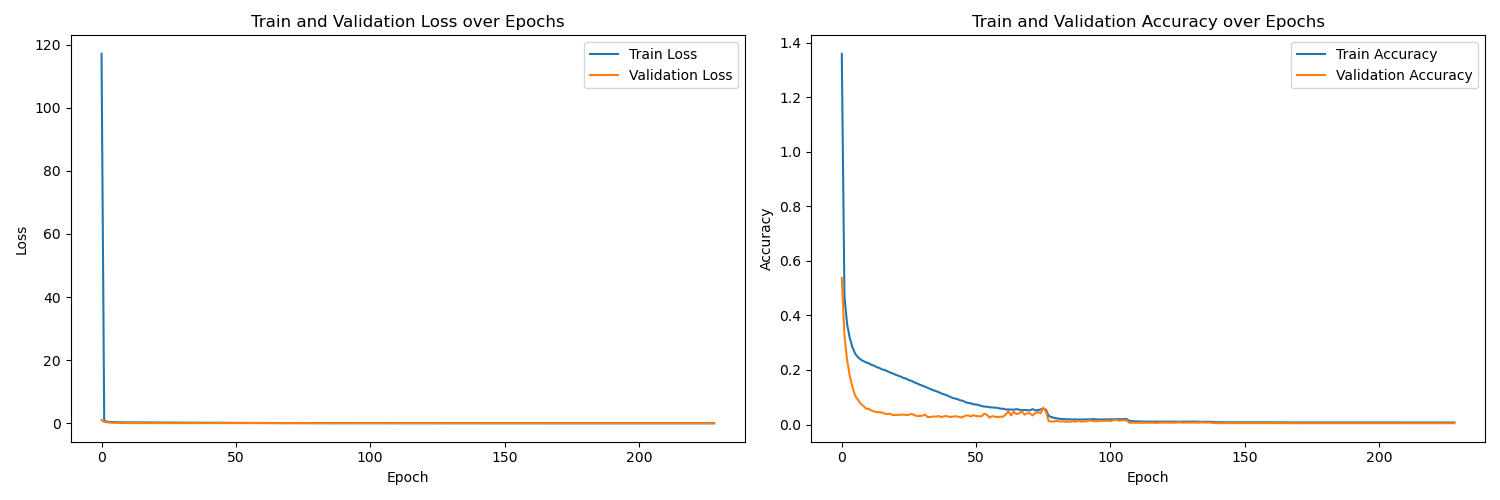 Train and Validation Loss over Epochs
120
100
80
60
40
20
0
Loss
0 50 100 150 200
Epoch
Train Loss
Validation Loss
Train and Validation Accuracy over Epochs
1.4
1.2
1.0
0.8
0.6
0.4
0.2
0.0
Accuracy
0 50 100 150 200
Epoch
Train Accuracy
Validation Accuracy